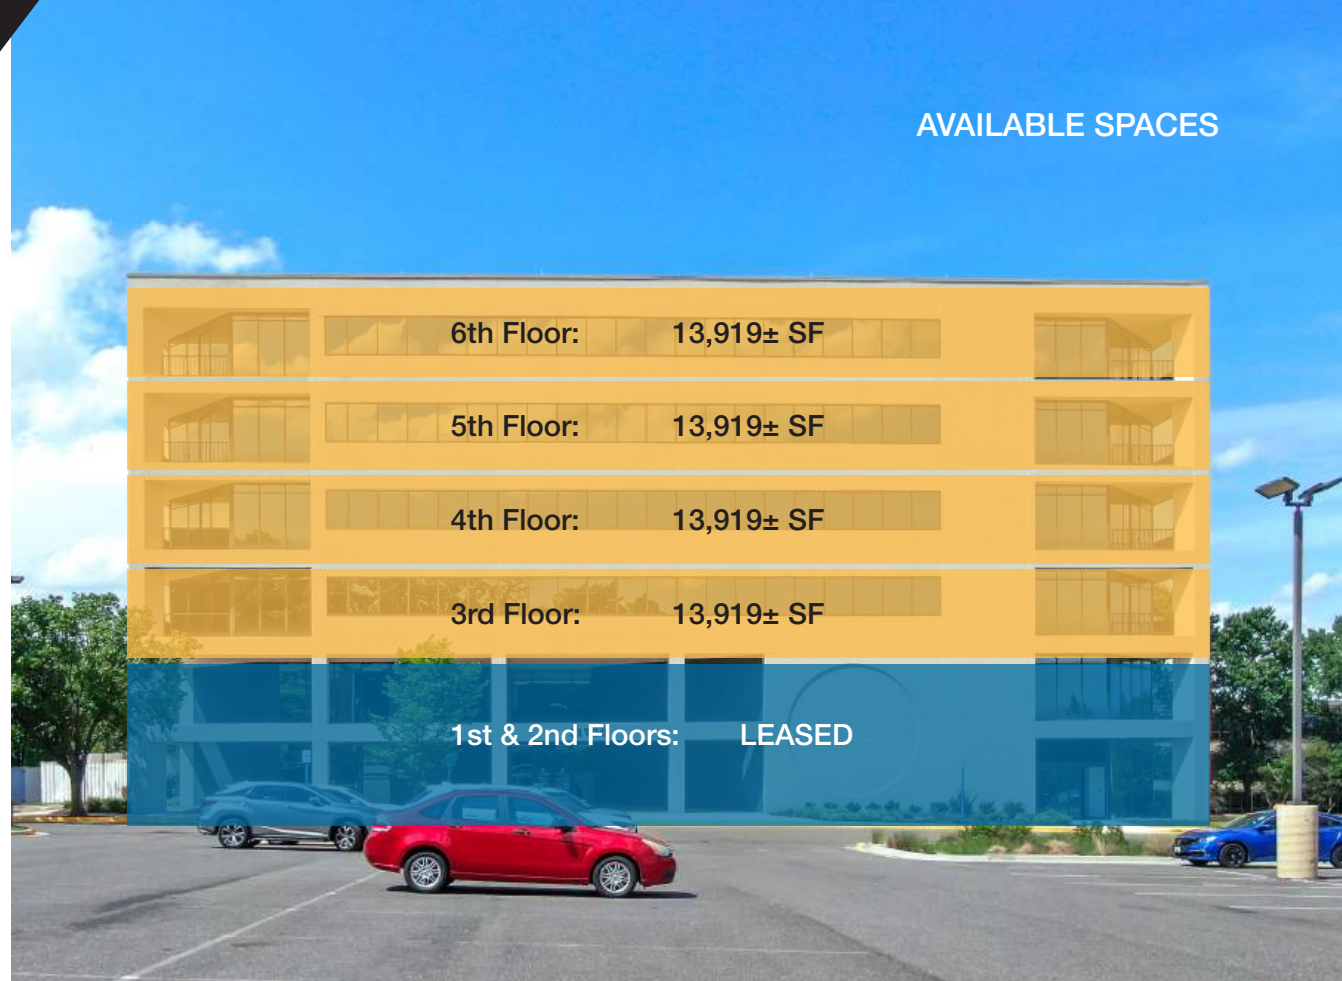 AVAILABLE SPACES
6th Floor: 13,919± SF
5th Floor: 13,919± SF
4th Floor: 13,919± SF
3rd Floor: 13,919± SF
1st & 2nd Floors: LEASED